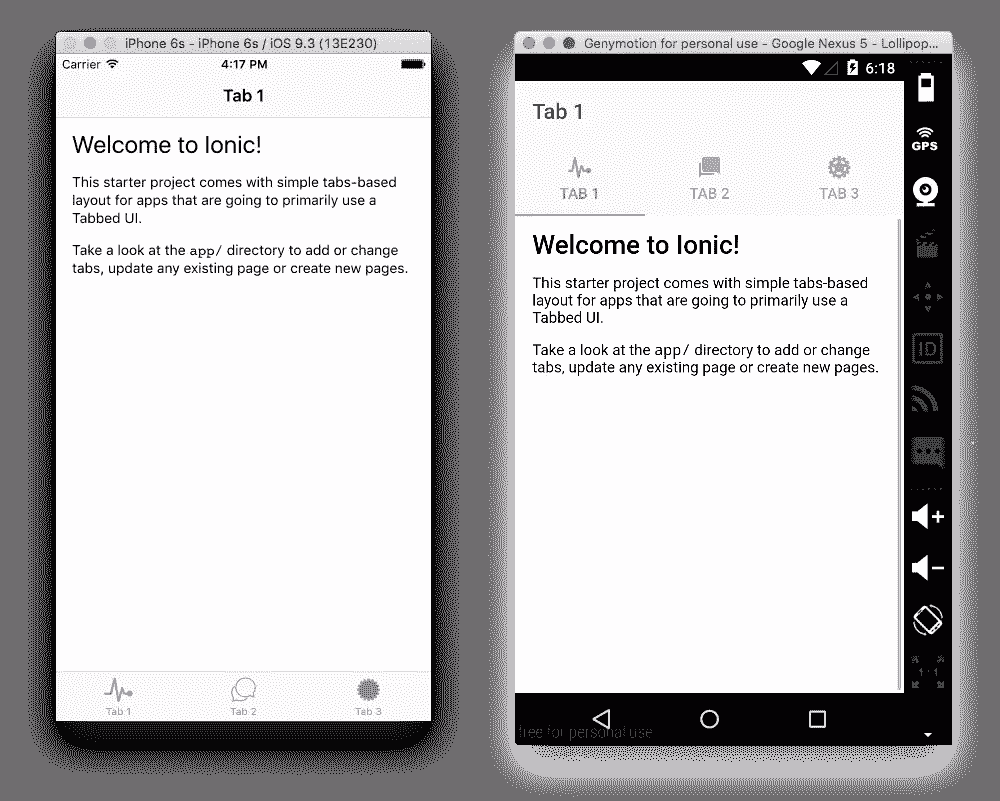 iPhone 6s - iPhone 6s / iOS 9.3 (13E230)
Carrier
4:17 PM
Tab 1
Welcome to Ionic!
This starter project comes with simple tabs-based
layout for apps that are going to primarily use a
Tabbed UI.
Take a look at the app/ directory to add or change
tabs, update any existing page or create new pages.
Tab 1
Tab 2
Tab 3
Genymotion for personal use - Google Nexus 5 - Lollipop...
6:18
Tab 1
TAB 1
TAB 2
TAB 3
Welcome to Ionic!
This starter project comes with simple tabs-based
layout for apps that are going to primarily use a
Tabbed UI.
Take a look at the app/ directory to add or change
tabs, update any existing page or create new pages.
GPS
ID
free for personal use